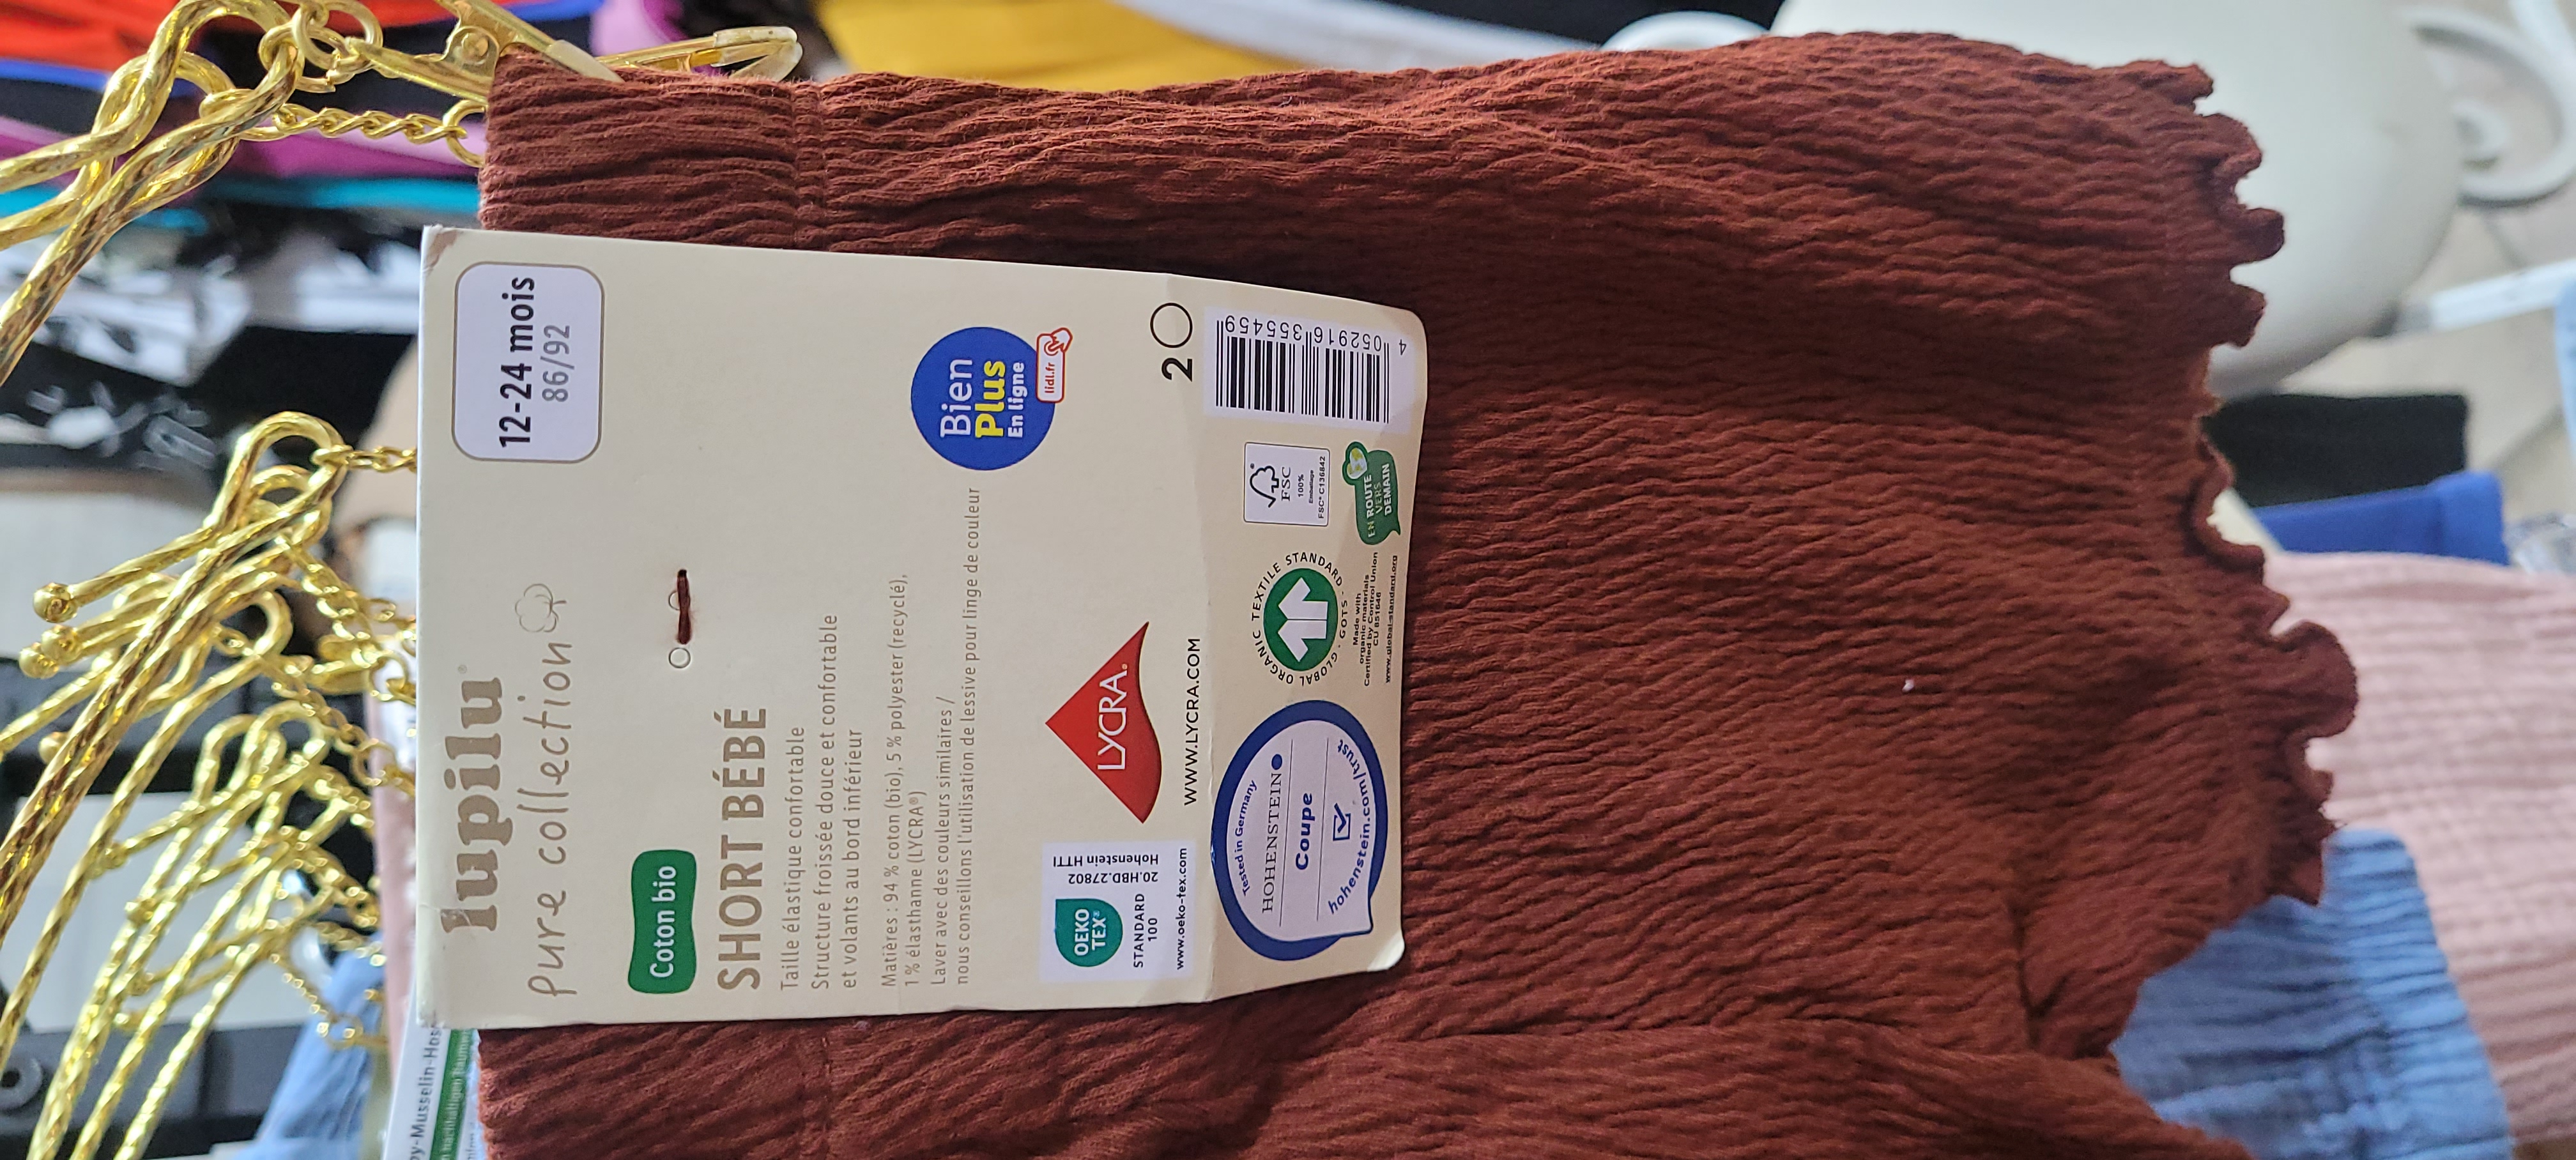 lupilu®
pure collection
12-24 mois
86/92
Coton bio
SHORT BÉBÉ
Taille élastique confortable
Structure froissée douce et confortable
et volants au bord inférieur
Matières : 94 % coton (bio), 5 % polyester (recyclé),
1 % élasthanne (LYCRA®)
Laver avec des couleurs similaires /
nous conseillons l'utilisation de lessive pour linge de couleur
Bien
Plus
En ligne
lidl.fr
OEKO
TEX®
STANDARD
100
20.HBD.27802
Hohenstein HTTI
www.oeko-tex.com
LYCRA®
WWW.LYCRA.COM
2
Tested in Germany
HOHENSTEIN
Coupe
hohenstein.com/trust
GLOBAL ORGANIC TEXTILE STANDARD · GOTS ·
Made with
organic materials
Certified by Control Union
CU 851646
www.global-standard.org
FSC
100%
Emballage
FSC® C136842
EN ROUTE
VERS
DEMAIN
4 052916 355459
y-Musselin-Hos